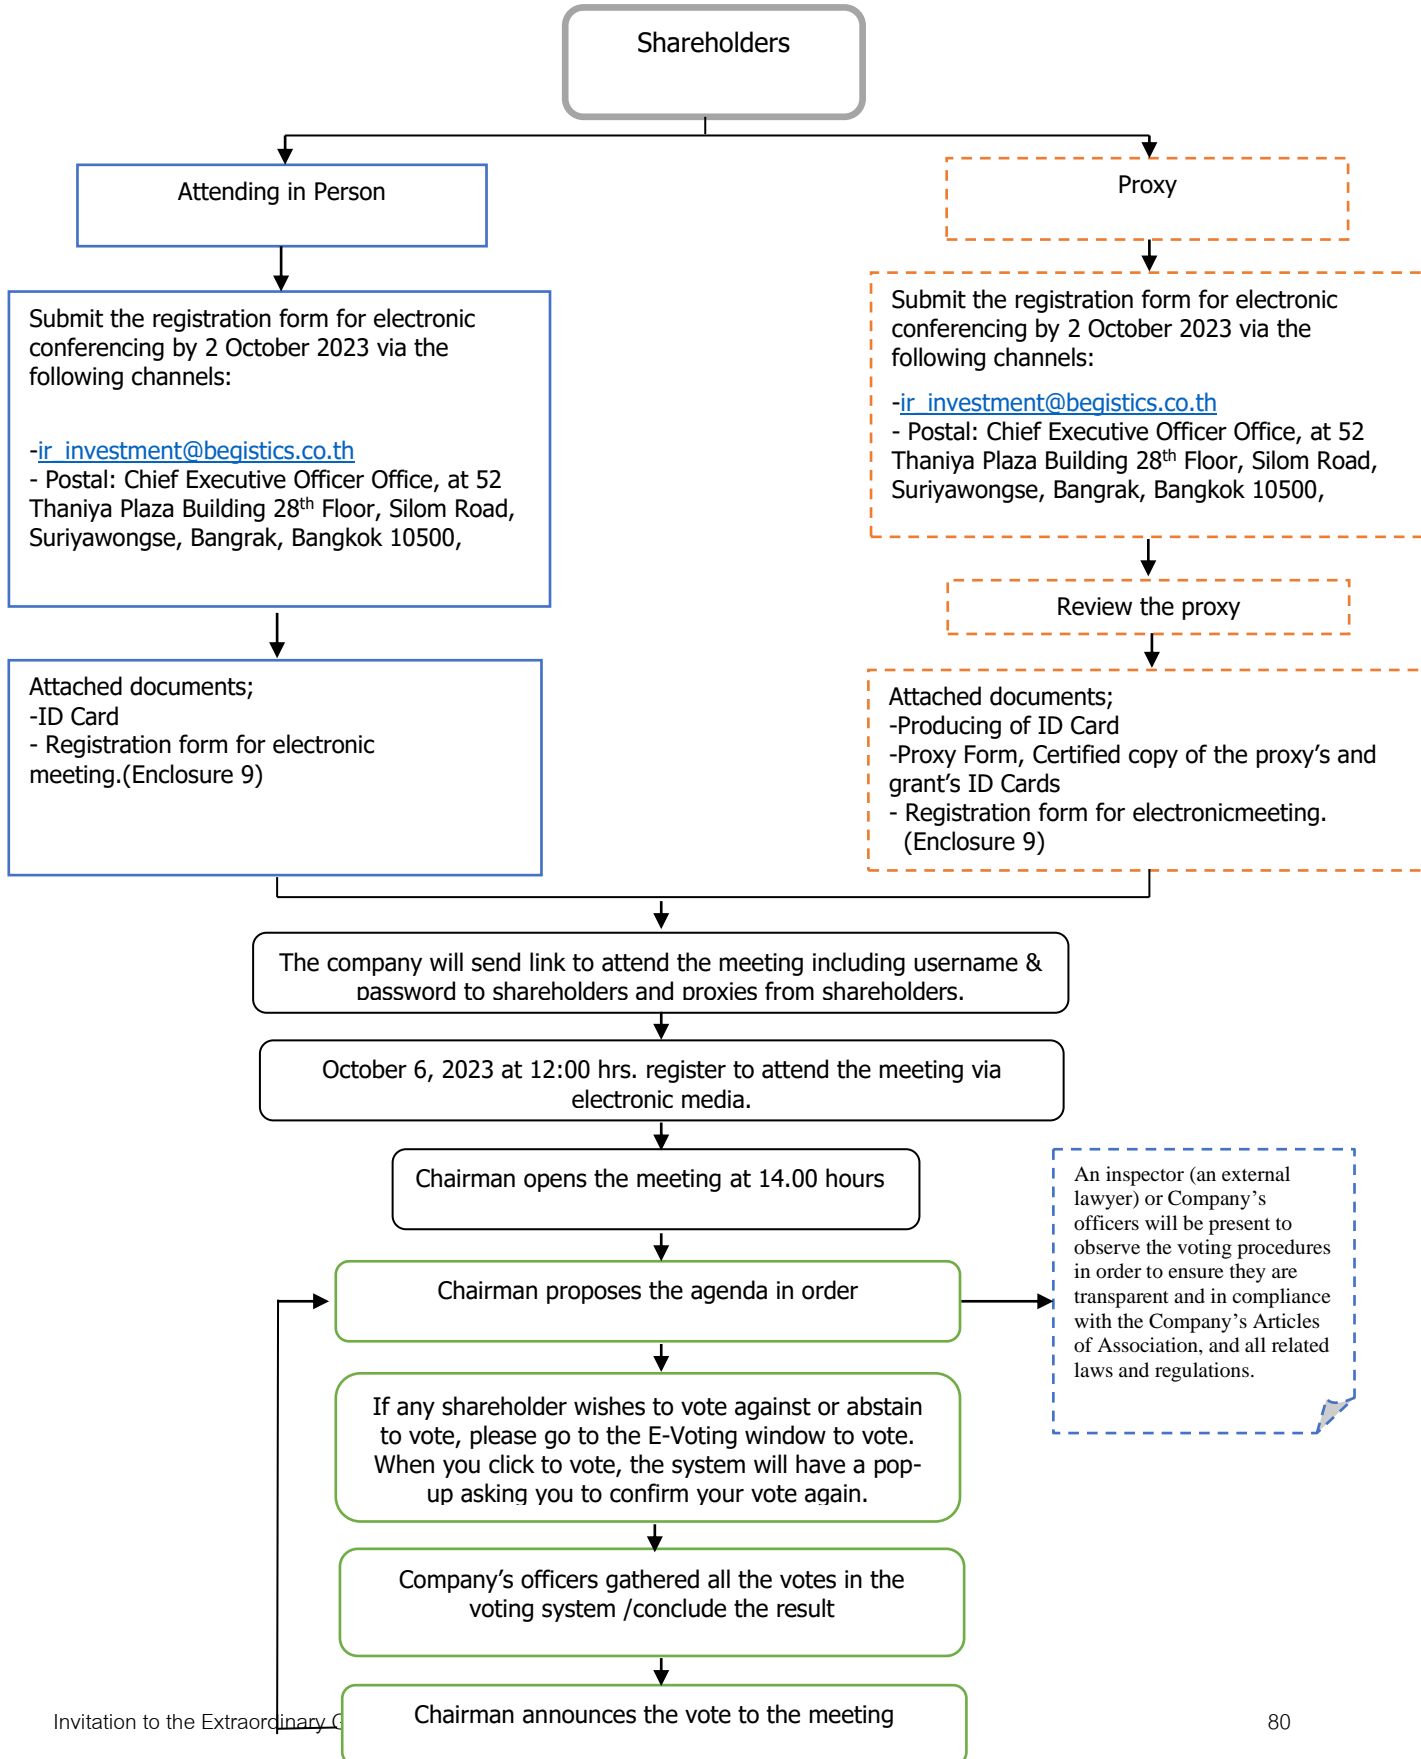 Shareholders
Attending in Person
Proxy
Submit the registration form for electronic
conferencing by 2 October 2023 via the
following channels:
-ir_investment@begistics.co.th
- Postal: Chief Executive Officer Office, at 52
Thaniya Plaza Building 28th Floor, Silom Road,
Suriyawongse, Bangrak, Bangkok 10500,
Submit the registration form for electronic
conferencing by 2 October 2023 via the
following channels:
-ir_investment@begistics.co.th
- Postal: Chief Executive Officer Office, at 52
Thaniya Plaza Building 28th Floor, Silom Road,
Suriyawongse, Bangrak, Bangkok 10500,
Review the proxy
Attached documents;
-ID Card
- Registration form for electronic
meeting.(Enclosure 9)
Attached documents;
-Producing of ID Card
-Proxy Form, Certified copy of the proxy’s and
grant’s ID Cards
- Registration form for electronicmeeting.
(Enclosure 9)
The company will send link to attend the meeting including username &
password to shareholders and proxies from shareholders.
October 6, 2023 at 12:00 hrs. register to attend the meeting via
electronic media.
Chairman opens the meeting at 14.00 hours
An inspector (an external
lawyer) or Company’s
officers will be present to
observe the voting procedures
in order to ensure they are
transparent and in compliance
with the Company’s Articles
of Association, and all related
laws and regulations.
Chairman proposes the agenda in order
If any shareholder wishes to vote against or abstain
to vote, please go to the E-Voting window to vote.
When you click to vote, the system will have a pop-
up asking you to confirm your vote again.
Company’s officers gathered all the votes in the
voting system /conclude the result
Chairman announces the vote to the meeting
Invitation to the Extraordinary
80